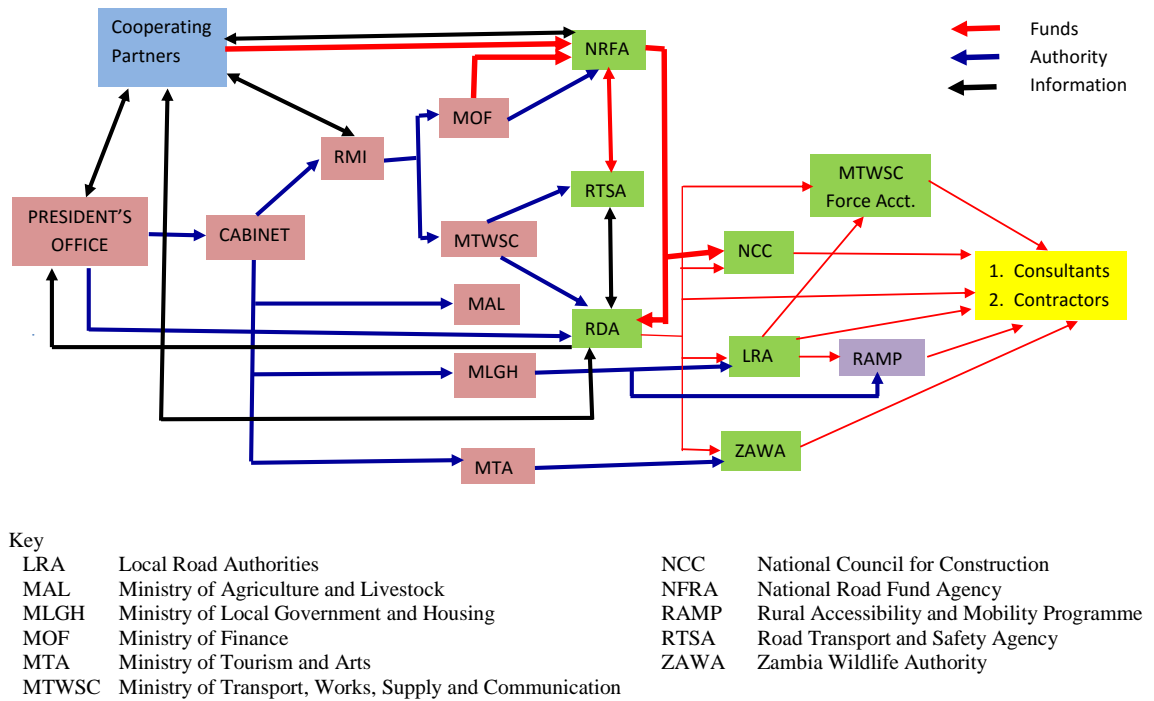 Cooperating
Partners
NRFA
Funds
Authority
Information
MOF
RMI
MTWSC
Force Acct.
RTSA
PRESIDENT'S
OFFICE
CABINET
MTWSC
NCC
1. Consultants
2. Contractors
MAL
RDA
LRA
RAMP
MLGH
ZAWA
MTA
Key
LRA Local Road Authorities
MAL Ministry of Agriculture and Livestock
MLGH Ministry of Local Government and Housing
MOF Ministry of Finance
MTA Ministry of Tourism and Arts
MTWSC Ministry of Transport, Works, Supply and Communication
NCC National Council for Construction
NFRA National Road Fund Agency
RAMP Rural Accessibility and Mobility Programme
RTSA Road Transport and Safety Agency
ZAWA Zambia Wildlife Authority